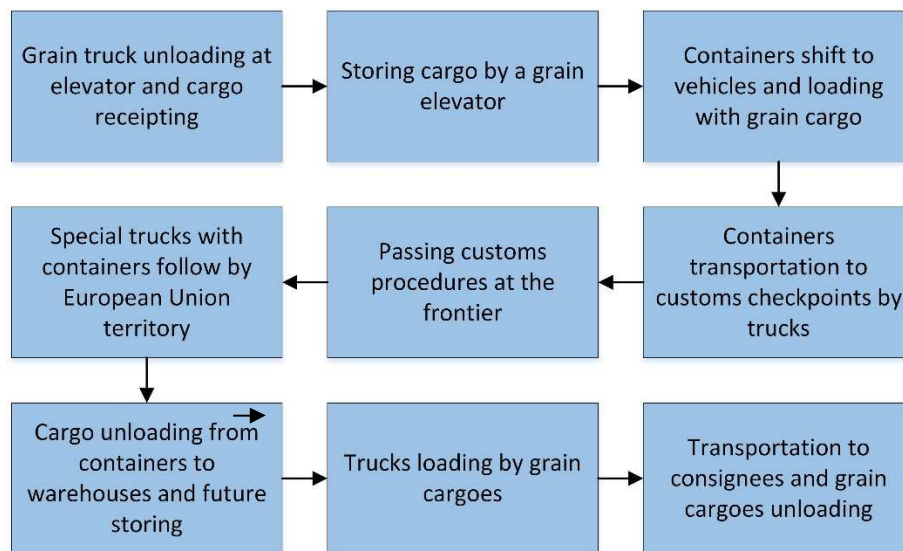 Grain truck unloading at
elevator and cargo
receipting
Storing cargo by a grain
elevator
Containers shift to
vehicles and loading
with grain cargo
Special trucks with
containers follow by
European Union
territory
Passing customs
procedures at the
frontier
Containers
transportation to
customs checkpoints by
trucks
Cargo unloading from
containers to
warehouses and future
storing
Trucks loading by grain
cargoes
Transportation to
consignees and grain
cargoes unloading